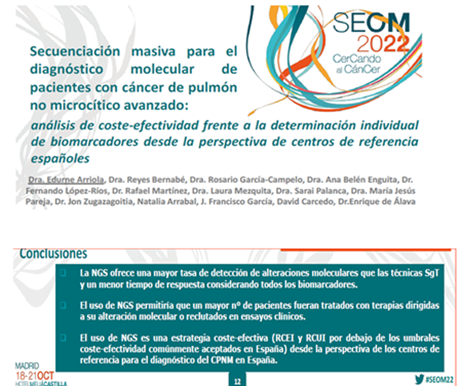 Secuenciación masiva para el
diagnóstico molecular de
pacientes con cáncer de pulmón
no microcítico avanzado:
SEOM
2022
CerCando
al CánCer
análisis de coste-efectividad frente a la determinación individual
de biomarcadores desde la perspectiva de centros de referencia
españoles
Dra. Edurne Arriola, Dra. Reyes Bernabé, Dra. Rosario García-Campelo, Dra. Ana Belén Enguita, Dr.
Fernando López-Ríos, Dra. Rafael Martínez, Dra. Laura Mezquita, Dra. Sarai Palanca, Dra. María Jesús
Pareja, Dr. Jon Zugazagoitia, Natalia Arrabal, J. Francisco García, David Carcedo, Dr.Enrique de Álava
Conclusiones
La NGS ofrece una mayor tasa de detección de alteraciones moleculares que las técnicas SgT
y un menor tiempo de respuesta considerando todos los biomarcadores.
El uso de NGS permitiría que un mayor nº de pacientes fueran tratados con terapias dirigidas
a su alteración molecular o reclutados en ensayos clínicos.
El uso de NGS es una estrategia coste-efectiva (RCEI y RCUI por debajo de los umbrales
coste-efectividad comúnmente aceptados en España) desde la perspectiva de los centros de
referencia para el diagnóstico del CPNM en España.
MADRID
18-21OCT
HOTEL MELIÁ CASTILLA
12
#SEOM22